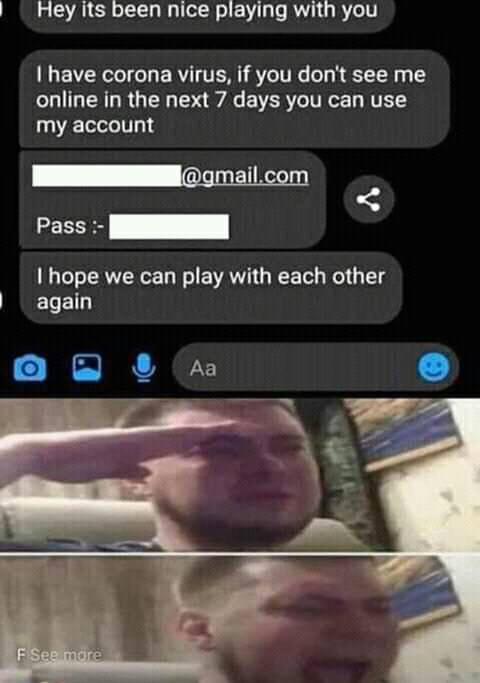 Hey its been nice playing with you
I have corona virus, if you don't see me
online in the next 7 days you can use
my account
@gmail.com
Pass :-
I hope we can play with each other
again
Aa
F See more